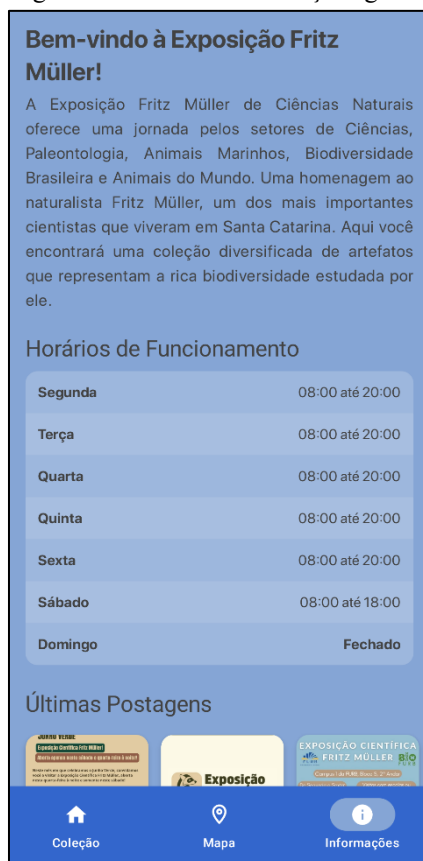 Bem-vindo à Exposição Fritz
Müller!
A Exposição Fritz Müller de Ciências Naturais
oferece uma jornada pelos setores de Ciências,
Paleontologia, Animais Marinhos, Biodiversidade
Brasileira e Animais do Mundo. Uma homenagem ao
naturalista Fritz Müller, um dos mais importantes
cientistas que viveram em Santa Catarina. Aqui você
encontrará uma coleção diversificada de artefatos
que representam a rica biodiversidade estudada por
ele.
Horários de Funcionamento
Segunda 08:00 até 20:00
Terça 08:00 até 20:00
Quarta 08:00 até 20:00
Quinta 08:00 até 20:00
Sexta 08:00 até 20:00
Sábado 08:00 até 18:00
Domingo Fechado
Últimas Postagens
JUNHO VERDE
Exposição Científica Fritz Müller!
Exposição
EXPOSIÇÃO CIENTÍFICA
FRITZ MÜLLER
Coleção Mapa Informações